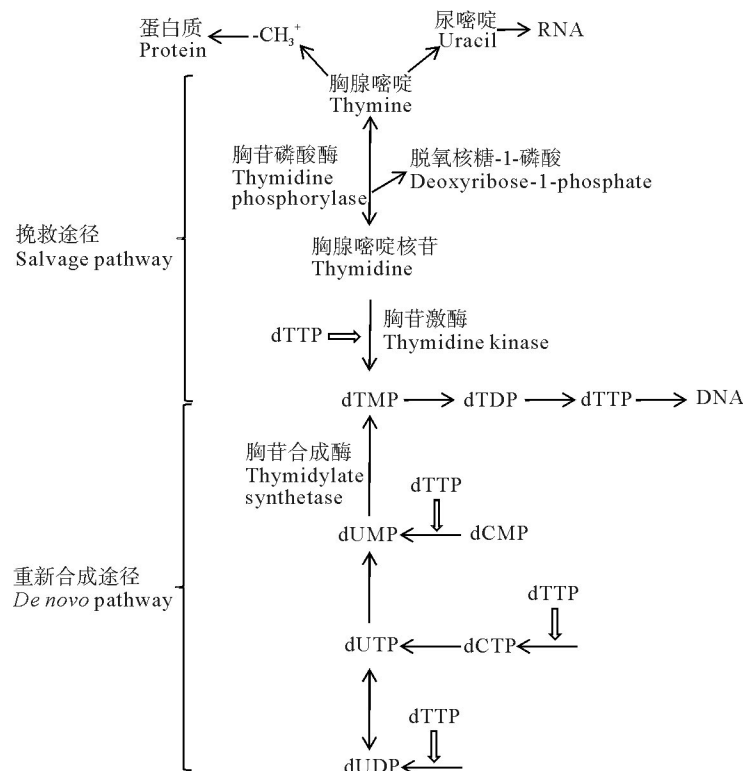 蛋白质
Protein
-CH₃⁺
尿嘧啶
Uracil
RNA
胸腺嘧啶
Thymine
胸苷磷酸酶
Thymidine
phosphorylase
脱氧核糖-1-磷酸
Deoxyribose-1-phosphate
挽救途径
Salvage pathway
胸腺嘧啶核苷
Thymidine
dTTP
胸苷激酶
Thymidine kinase
dTMP
dTDP
dTTP
DNA
胸苷合成酶
Thymidylate
synthetase
dTTP
dUMP
dCMP
重新合成途径
De novo pathway
dTTP
dUTP
dCTP
dTTP
dUDP